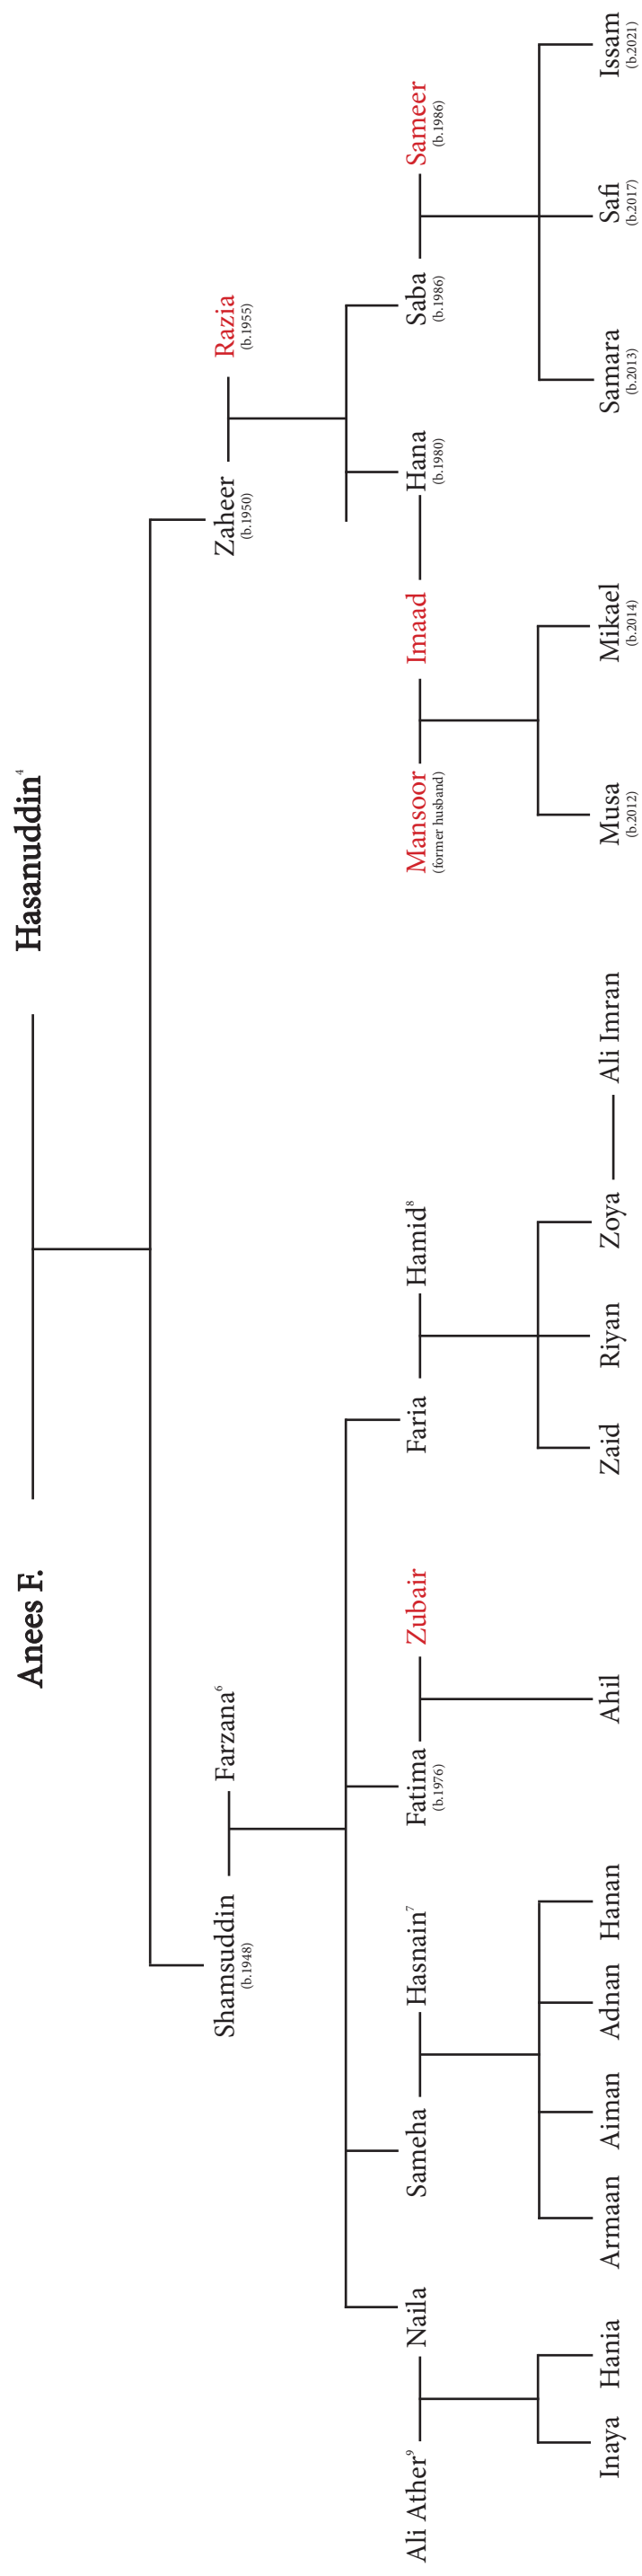 Anees F.
Hasanuddin⁴
Shamsuddin
(b.1948)
Farzana⁶
Zaheer
(b.1950)
Razia
(b.1955)
Ali Ather⁹
Naila
Sameha
Hasnain⁷
Fatima
(b.1976)
Zubair
Faria
Hamid⁸
Mansoor
(former husband)
Imaad
Hana
(b.1980)
Saba
(b.1986)
Sameer
(b.1986)
Inaya
Hania
Armaan
Aiman
Adnan
Hanan
Ahil
Zaid
Riyan
Zoya
Ali Imran
Musa
(b.2012)
Mikael
(b.2014)
Samara
(b.2013)
Safi
(b.2017)
Issam
(b.2021)